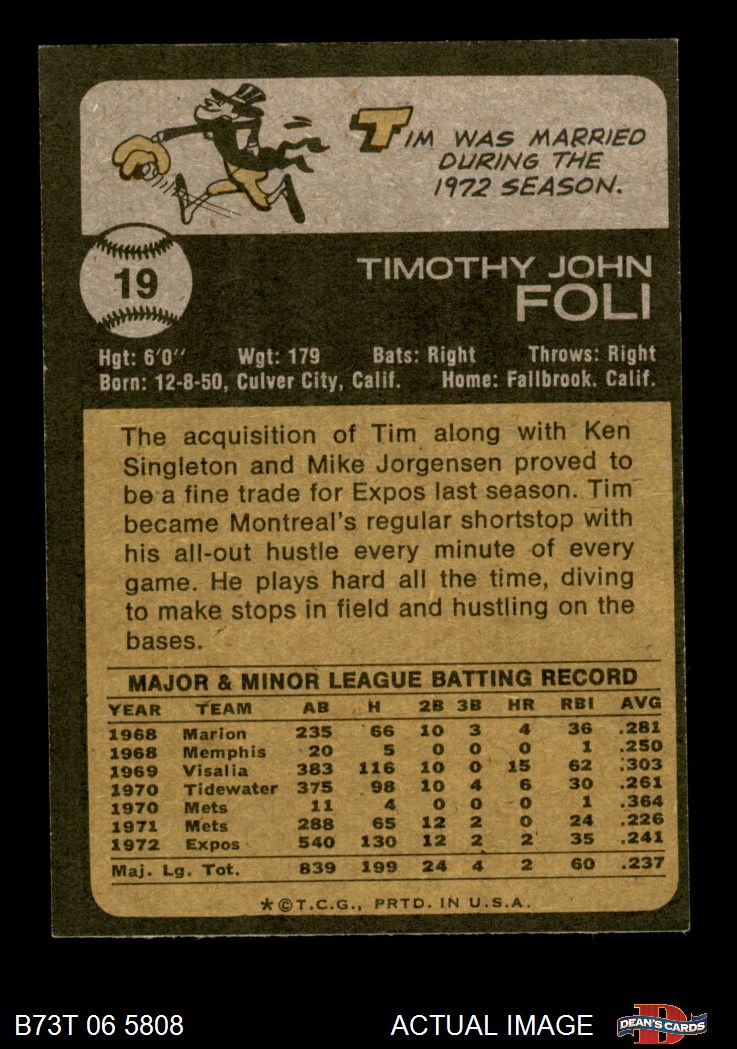 TIM WAS MARRIED
DURING THE
1972 SEASON.
19
TIMOTHY JOHN
FOLI
Hgt: 6'0" Wgt: 179 Bats: Right Throws: Right
Born: 12-8-50, Culver City, Calif. Home: Fallbrook. Calif.
The acquisition of Tim along with Ken
Singleton and Mike Jorgensen proved to
be a fine trade for Expos last season. Tim
became Montreal's regular shortstop with
his all-out hustle every minute of every
game. He plays hard all the time, diving
to make stops in field and hustling on the
bases.
MAJOR & MINOR LEAGUE BATTING RECORD
YEAR TEAM AB H 2B 3B HR RBI AVG
1968 Marion 235 66 10 3 4 36 .281
1968 Memphis 20 5 0 0 0 1 .250
1969 Visalia 383 116 10 0 15 62 .303
1970 Tidewater 375 98 10 4 6 30 .261
1970 Mets 11 4 0 0 0 1 .364
1971 Mets 288 65 12 2 0 24 .226
1972 Expos 540 130 12 2 2 35 .241
Maj. Lg. Tot. 839 199 24 4 2 60 .237
*©T.C.G., PRTD. IN U.S.A.
B73T 06 5808 ACTUAL IMAGE D DEAN'S CARDS